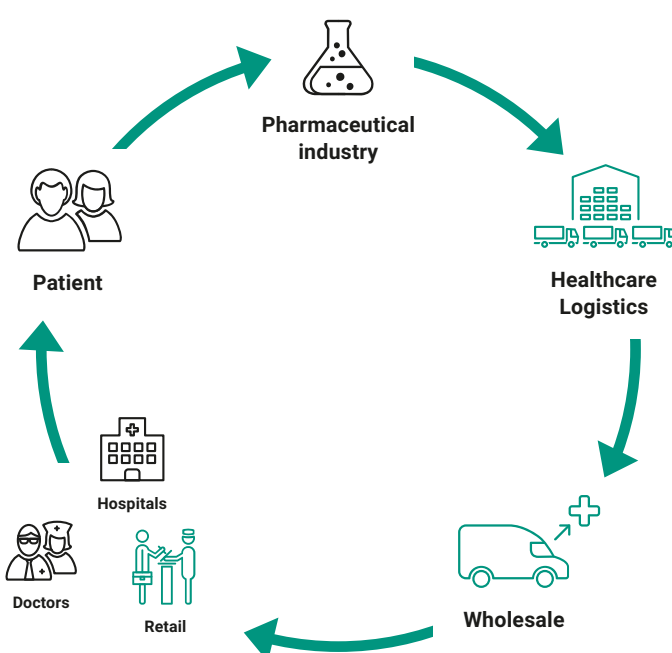 Pharmaceutical
industry
Patient
Healthcare
Logistics
Hospitals
Doctors
Retail
Wholesale